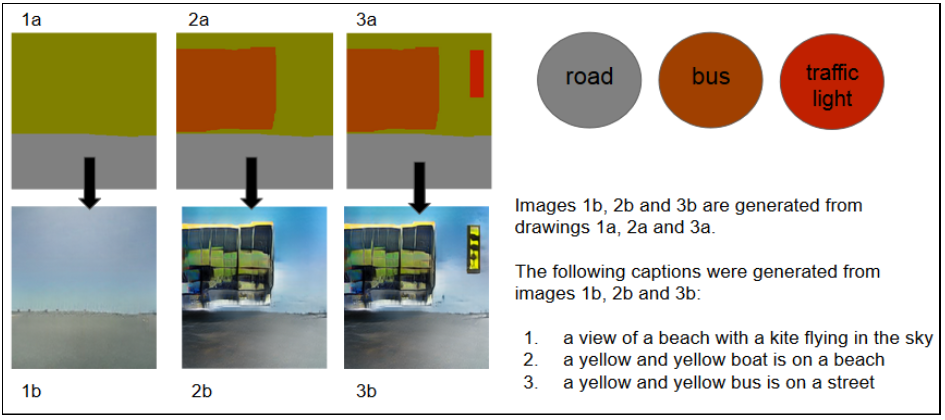 1a
2a
3a
road
bus
traffic
light
Images 1b, 2b and 3b are generated from
drawings 1a, 2a and 3a.
The following captions were generated from
images 1b, 2b and 3b:
1. a view of a beach with a kite flying in the sky
2. a yellow and yellow boat is on a beach
3. a yellow and yellow bus is on a street
1b
2b
3b